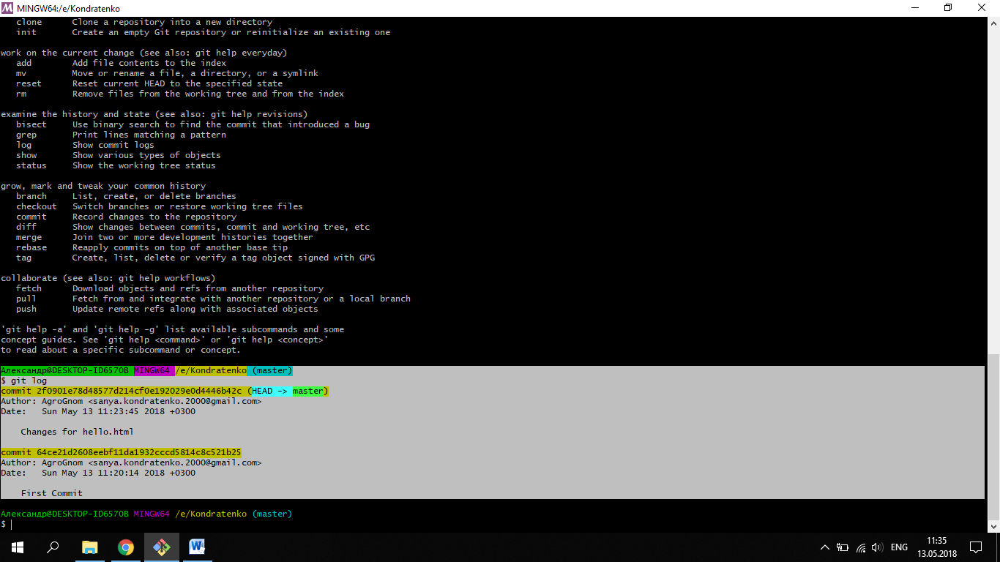 MINGW64:/e/Kondratenko
clone      Clone a repository into a new directory
init       Create an empty Git repository or reinitialize an existing one
work on the current change (see also: git help everyday)
add        Add file contents to the index
mv         Move or rename a file, a directory, or a symlink
reset      Reset current HEAD to the specified state
rm         Remove files from the working tree and from the index
examine the history and state (see also: git help revisions)
bisect     Use binary search to find the commit that introduced a bug
grep       Print lines matching a pattern
log        Show commit logs
show       Show various types of objects
status     Show the working tree status
grow, mark and tweak your common history
branch     List, create, or delete branches
checkout   Switch branches or restore working tree files
commit     Record changes to the repository
diff       Show changes between commits, commit and working tree, etc
merge      Join two or more development histories together
rebase     Reapply commits on top of another base tip
tag        Create, list, delete or verify a tag object signed with GPG
collaborate (see also: git help workflows)
fetch      Download objects and refs from another repository
pull       Fetch from and integrate with another repository or a local branch
push       Update remote refs along with associated objects
'git help -a' and 'git help -g' list available subcommands and some
concept guides. See 'git help <command>' or 'git help <concept>'
to read about a specific subcommand or concept.
Александр@DESKTOP-ID657OB MINGW64 /e/Kondratenko (master)
$ git log
commit 2f0901e78d48577d214cf0e192029e0d4446b42c (HEAD -> master)
Author: AgroGnom <sanya.kondratenko.2000@gmail.com>
Date:   Sun May 13 11:23:45 2018 +0300
Changes for hello.html
commit 64ce21d2608eebf11da1932cccd5814c8c521b25
Author: AgroGnom <sanya.kondratenko.2000@gmail.com>
Date:   Sun May 13 11:20:14 2018 +0300
First Commit
Александр@DESKTOP-ID657OB MINGW64 /e/Kondratenko (master)
$
ENG
11:35
13.05.2018